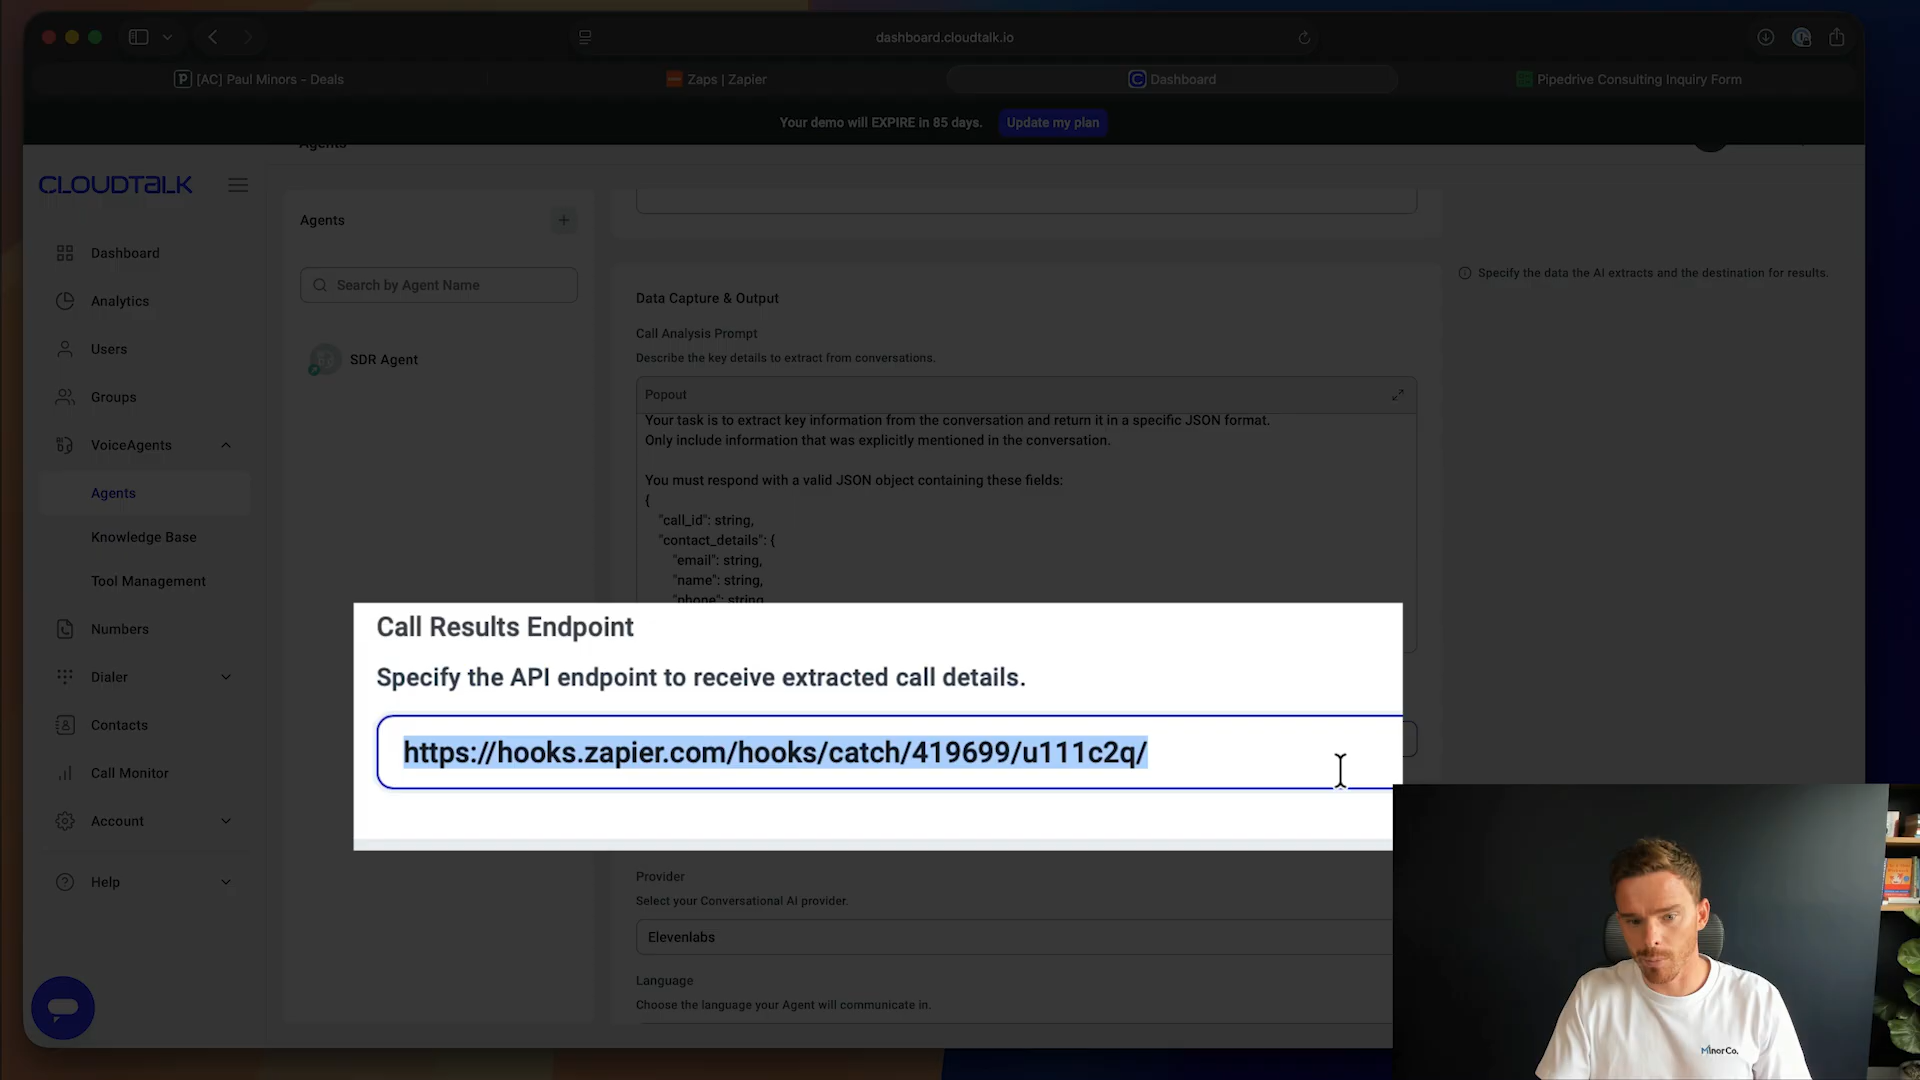 dashboard.cloudtalk.io
[AC] Paul Minors - Deals
Zaps | Zapier
Dashboard
Pipedrive Consulting Inquiry Form
Your demo will EXPIRE in 85 days.
Update my plan
Agents
CLOUDTALK
Agents
Search by Agent Name
SDR Agent
Dashboard
Analytics
Users
Groups
VoiceAgents
Agents
Knowledge Base
Tool Management
Numbers
Dialer
Contacts
Call Monitor
Account
Help
Data Capture & Output
Call Analysis Prompt
Describe the key details to extract from conversations.
Popout
Your task is to extract key information from the conversation and return it in a specific JSON format.
Only include information that was explicitly mentioned in the conversation.
You must respond with a valid JSON object containing these fields:
{
"call_id": string,
"contact_details": {
"email": string,
"name": string,
"phone": string
Specify the data the AI extracts and the destination for results.
Call Results Endpoint
Specify the API endpoint to receive extracted call details.
https://hooks.zapier.com/hooks/catch/419699/u111c2q/
Provider
Select your Conversational AI provider.
Elevenlabs
Language
Choose the language your Agent will communicate in.
MinorCo.